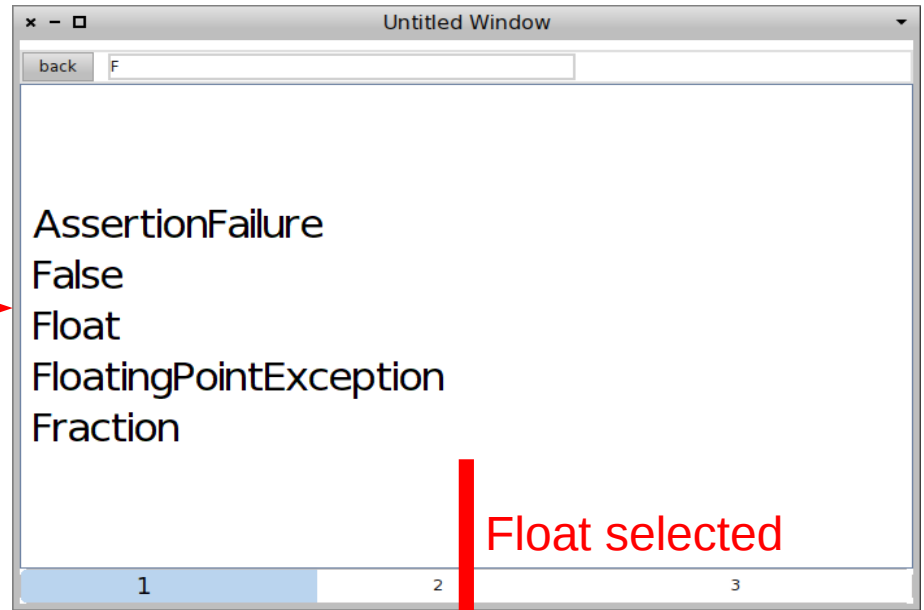 Untitled Window
back F
AssertionFailure
False
Float
FloatingPointException
Fraction
Float selected
1 2 3